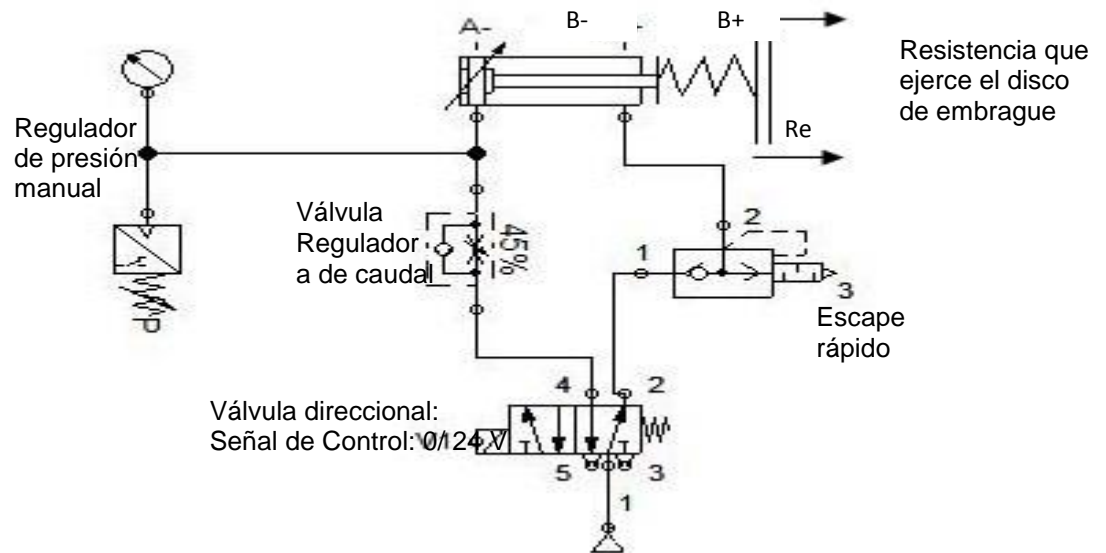 A-
B-
B+
Resistencia que
ejerce el disco
de embrague
Re
Regulador
de presión
manual
Válvula
Regulador
a de caudal
45%
2
1
3
Escape
rápido
4
2
Válvula direccional:
Señal de Control: 0/24 V
5
3
1